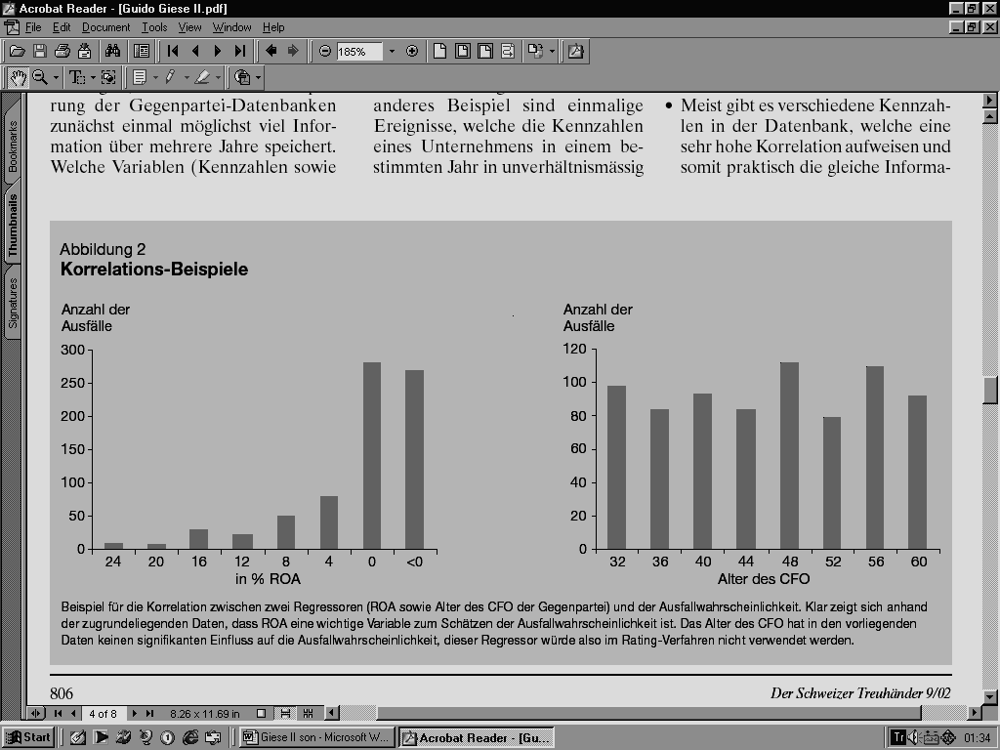 Acrobat Reader - [Guido Giese II.pdf]
File Edit Document Tools View Window Help
185%
Bookmarks
Thumbnails
Signatures
rung der Gegenpartei-Datenbanken
zunächst einmal möglichst viel Infor-
mation über mehrere Jahre speichert.
Welche Variablen (Kennzahlen sowie
anderes Beispiel sind einmalige
Ereignisse, welche die Kennzahlen
eines Unternehmens in einem be-
stimmten Jahr in unverhältnismässig
• Meist gibt es verschiedene Kennzah-
len in der Datenbank, welche eine
sehr hohe Korrelation aufweisen und
somit praktisch die gleiche Informa-
Abbildung 2
Korrelations-Beispiele
Anzahl der
Ausfälle
300
250
200
150
100
50
0
24 20 16 12 8 4 0 <0
in % ROA
Anzahl der
Ausfälle
120
100
80
60
40
20
0
32 36 40 44 48 52 56 60
Alter des CFO
Beispiel für die Korrelation zwischen zwei Regressoren (ROA sowie Alter des CFO der Gegenpartei) und der Ausfallwahrscheinlichkeit. Klar zeigt sich anhand
der zugrundeliegenden Daten, dass ROA eine wichtige Variable zum Schätzen der Ausfallwahrscheinlichkeit ist. Das Alter des CFO hat in den vorliegenden
Daten keinen signifikanten Einfluss auf die Ausfallwahrscheinlichkeit, dieser Regressor würde also im Rating-Verfahren nicht verwendet werden.
806
Der Schweizer Treuhänder 9/02
4 of 8
8.26 x 11.69 in
Start
Giese II son - Microsoft W...
Acrobat Reader - [Gu...
Tr
01:34